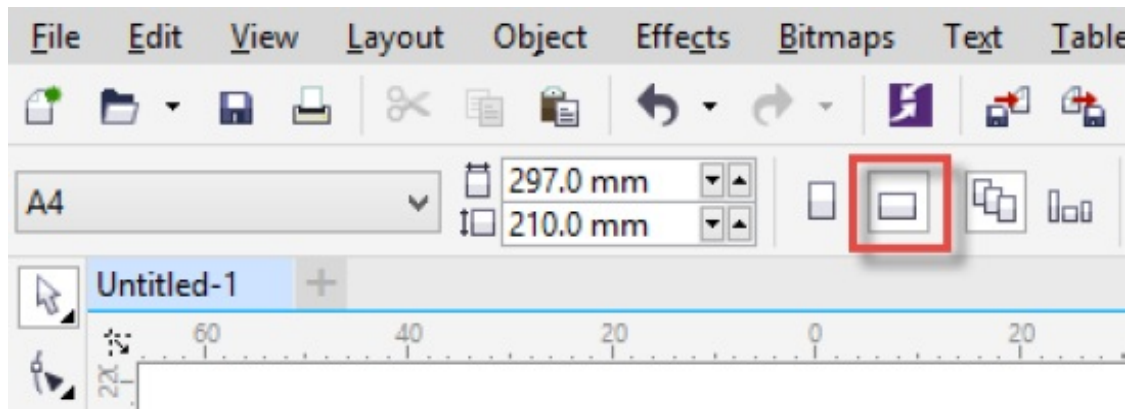 File Edit View Layout Object Effects Bitmaps Text Table
A4
297.0 mm
210.0 mm
Untitled-1
60 40 20 0 20
220